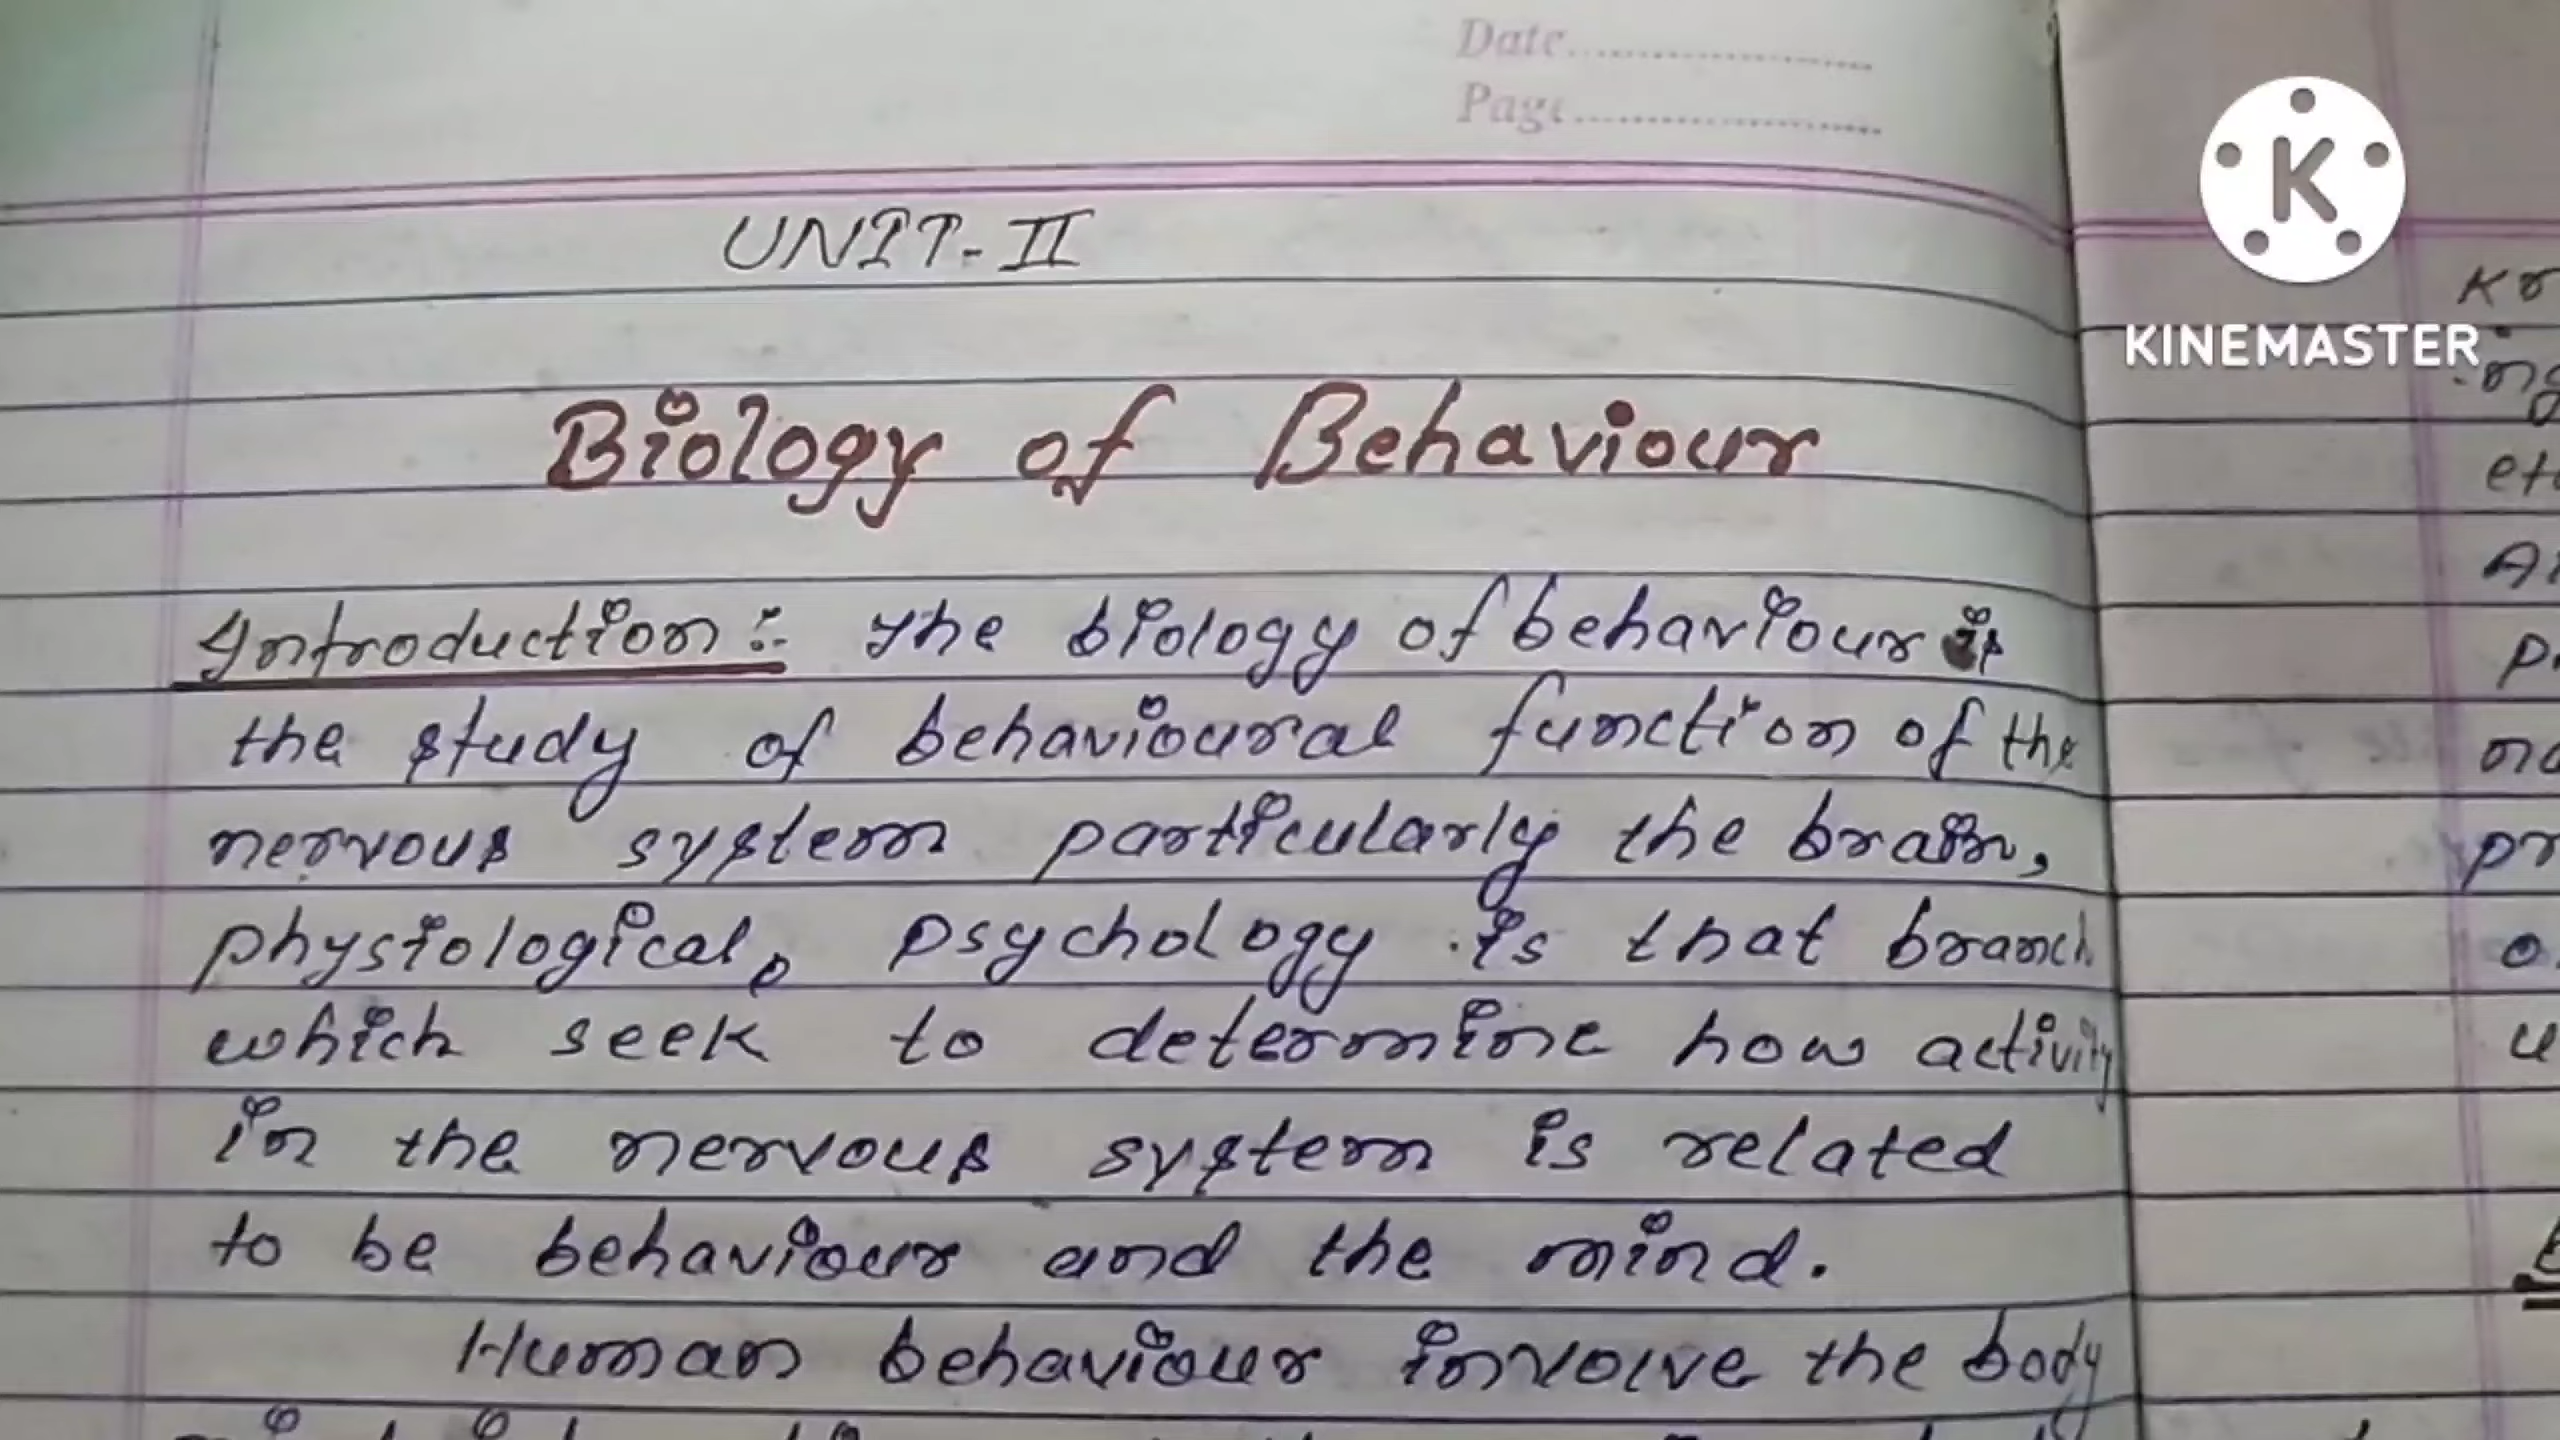 Date
Page
UNIT-II
Biology of Behaviour
Introduction :- The biology of behaviour is
the study of behavioural function of the
nervous system particularly the brain,
physiological, psychology is that branch
which seek to determine how activity
in the nervous system is related
to be behaviour and the mind.
Human behaviour involve the body
KINEMASTER